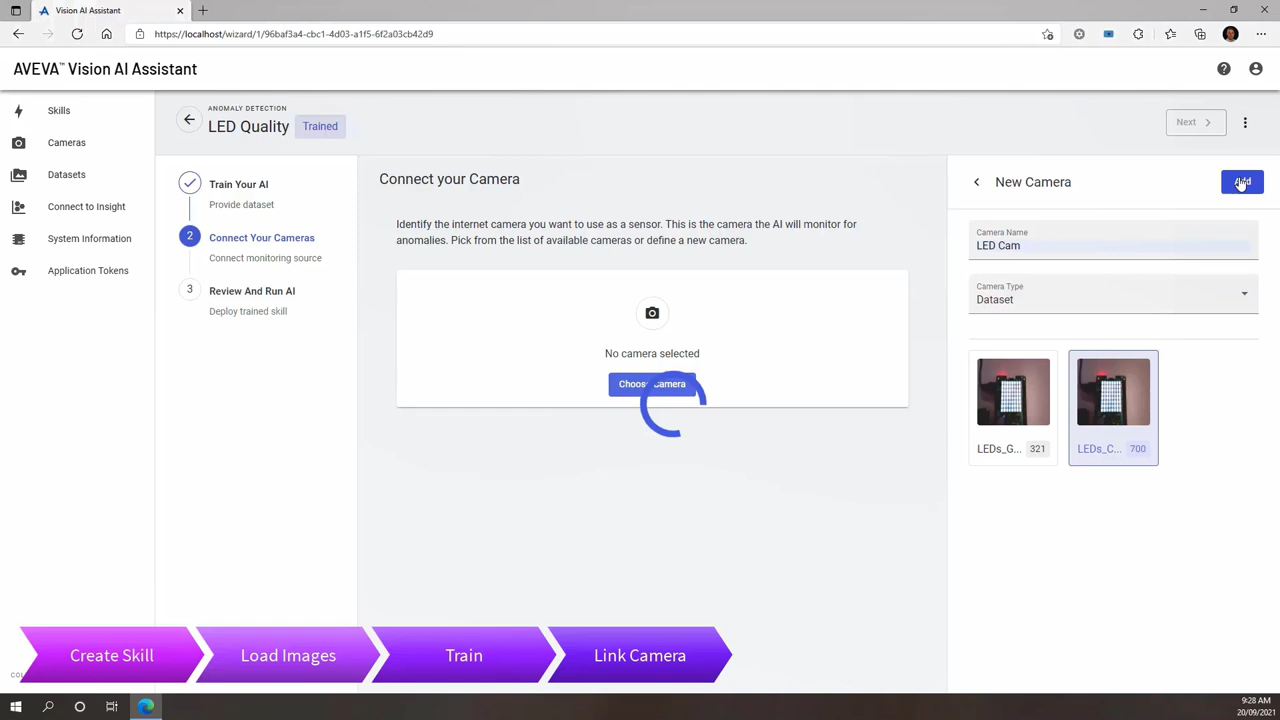 Vision AI Assistant
https://localhost/wizard/1/96baf3a4-cbc1-4d03-a1f5-6f2a03cb42d9
AVEVA™ Vision AI Assistant
Skills
Cameras
Datasets
Connect to Insight
System Information
Application Tokens
ANOMALY DETECTION
LED Quality
Trained
Next
Train Your AI
Provide dataset
2
Connect Your Cameras
Connect monitoring source
3
Review And Run AI
Deploy trained skill
Connect your Camera
Identify the internet camera you want to use as a sensor. This is the camera the AI will monitor for
anomalies. Pick from the list of available cameras or define a new camera.
No camera selected
Choose Camera
New Camera
Add
Camera Name
LED Cam
Camera Type
Dataset
LEDs_G... 321
LEDs_C... 700
Create Skill
Load Images
Train
Link Camera
9:28 AM
20/09/2021